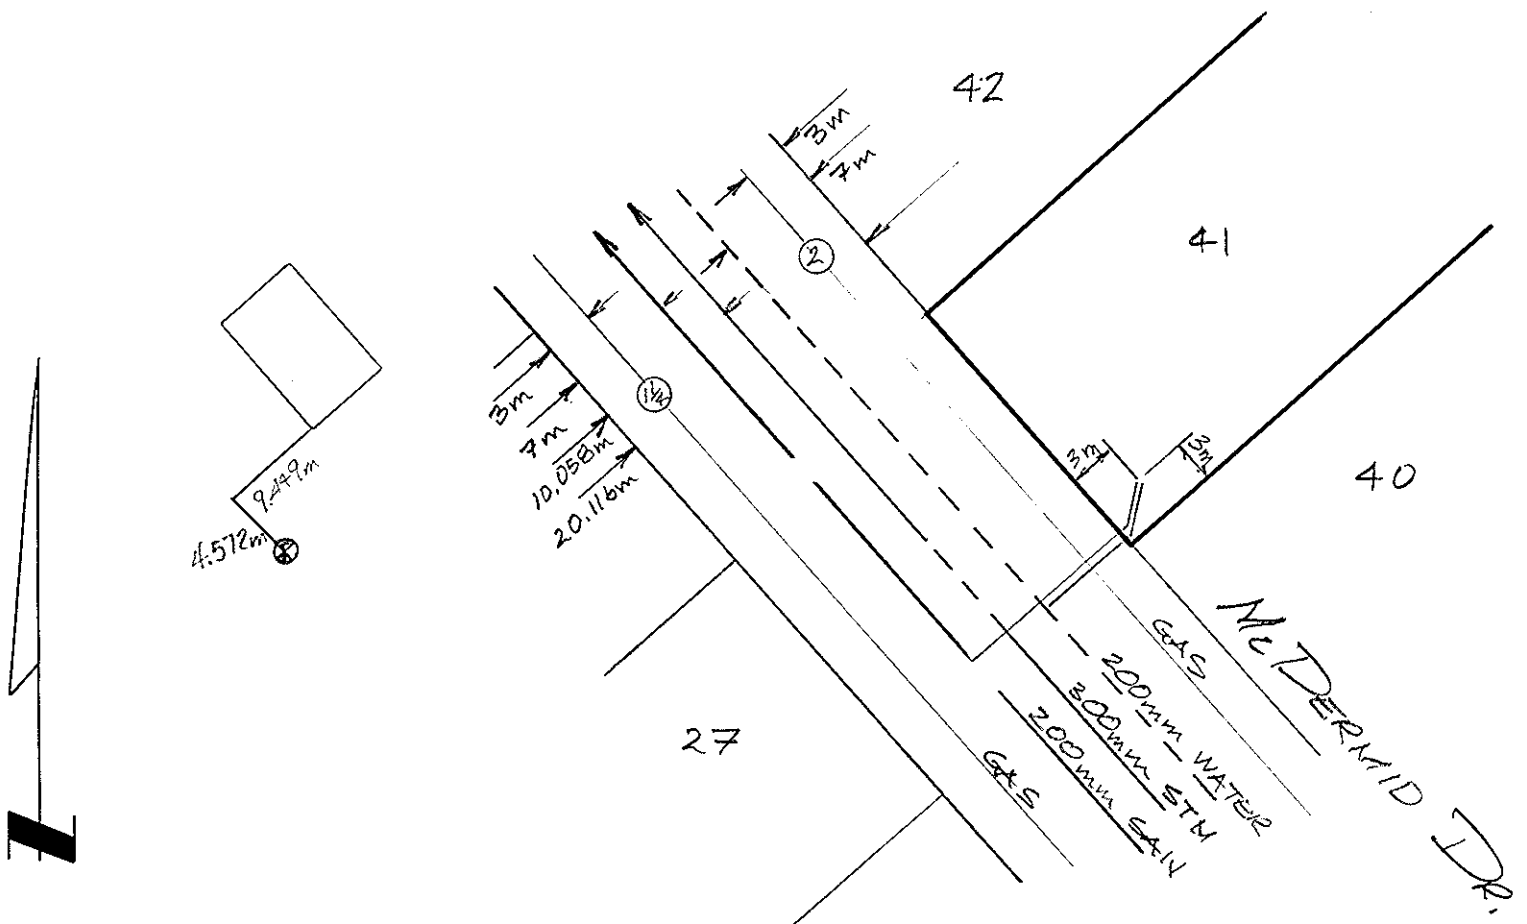 42
3m
7m
2
41
1½
3m
7m
10.058m
20.116m
9.449m
4.572m
3m
3m
40
27
GAS
200mm WATER
300mm STM
200mm SAN
GAS
McDERMID DR.